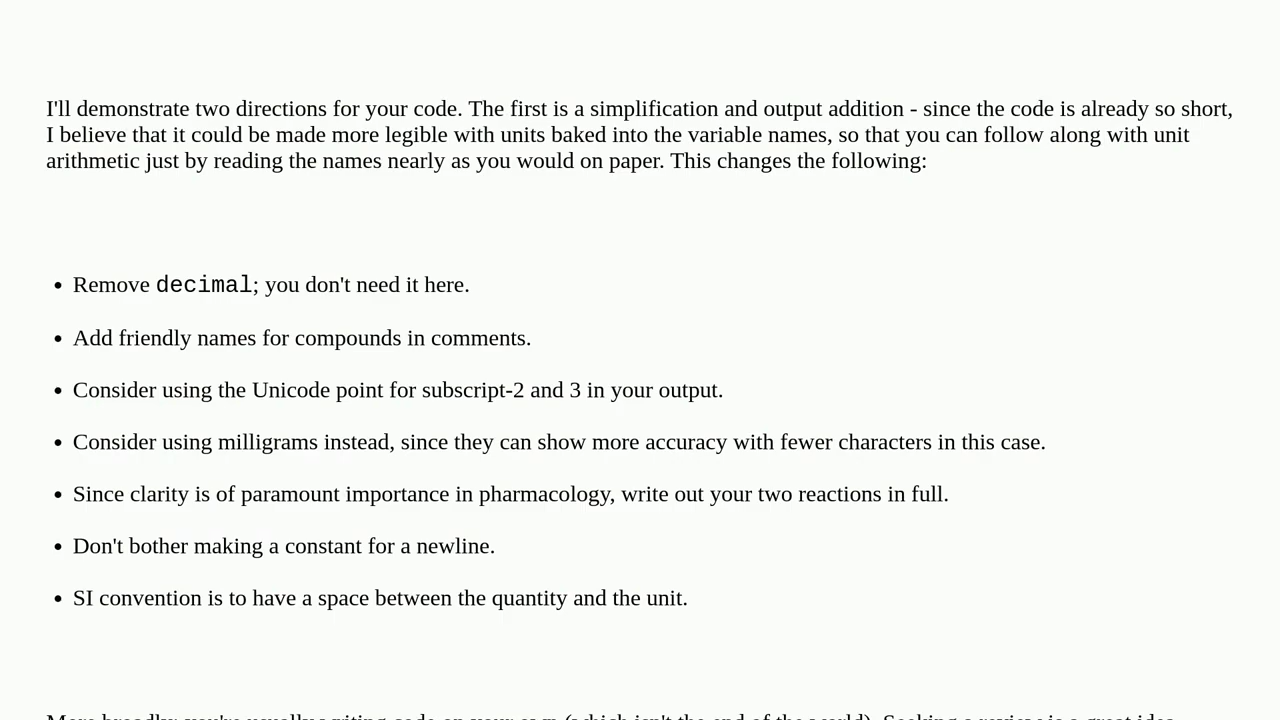 I'll demonstrate two directions for your code. The first is a simplification and output addition - since the code is already so short,
I believe that it could be made more legible with units baked into the variable names, so that you can follow along with unit
arithmetic just by reading the names nearly as you would on paper. This changes the following:
• Remove decimal; you don't need it here.
• Add friendly names for compounds in comments.
• Consider using the Unicode point for subscript-2 and 3 in your output.
• Consider using milligrams instead, since they can show more accuracy with fewer characters in this case.
• Since clarity is of paramount importance in pharmacology, write out your two reactions in full.
• Don't bother making a constant for a newline.
• SI convention is to have a space between the quantity and the unit.